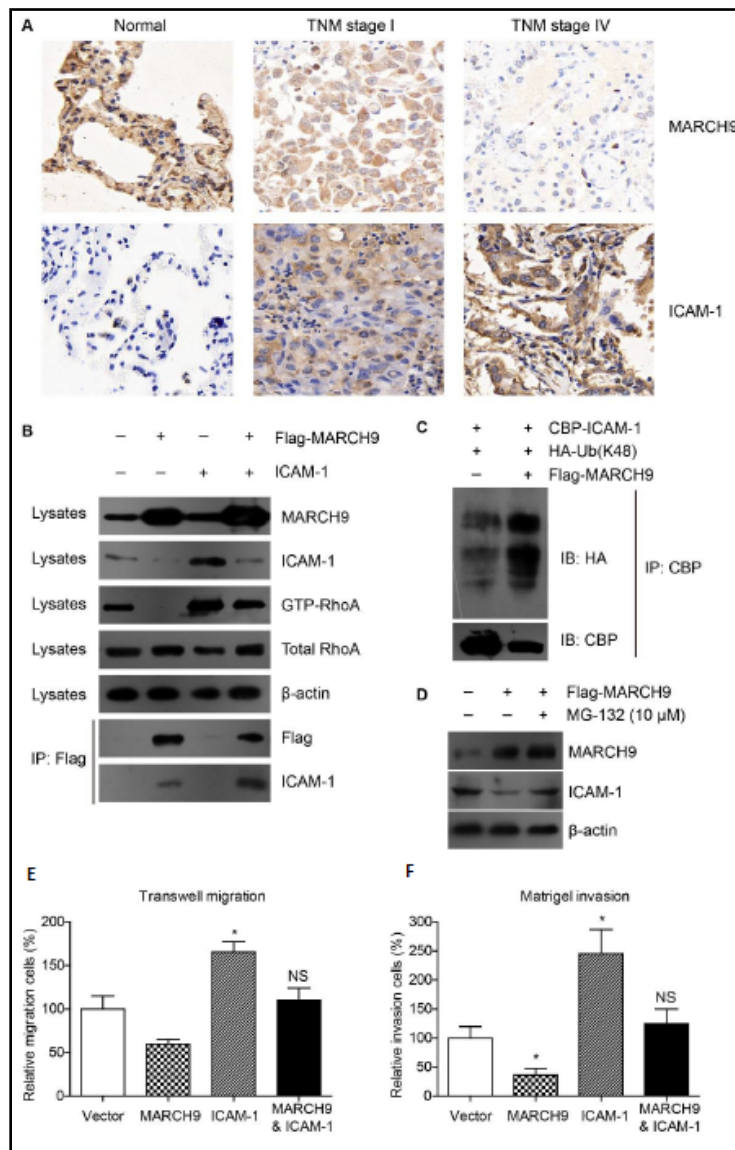 A
Normal
TNM stage I
TNM stage IV
MARCH9
ICAM-1
B
– + – + Flag-MARCH9
– – + + ICAM-1
Lysates MARCH9
Lysates ICAM-1
Lysates GTP-RhoA
Lysates Total RhoA
Lysates β-actin
IP: Flag
Flag
ICAM-1
C
+ + CBP-ICAM-1
+ + HA-Ub(K48)
– + Flag-MARCH9
IB: HA
IB: CBP
IP: CBP
D
– + + Flag-MARCH9
– – + MG-132 (10 μM)
MARCH9
ICAM-1
β-actin
E
Transwell migration
Relative migration cells (%)
200
150
100
50
0
*
NS
Vector MARCH9 ICAM-1 MARCH9
& ICAM-1
F
Matrigel invasion
Relative invasion cells (%)
300
250
200
150
100
50
0
*
*
NS
Vector MARCH9 ICAM-1 MARCH9
& ICAM-1